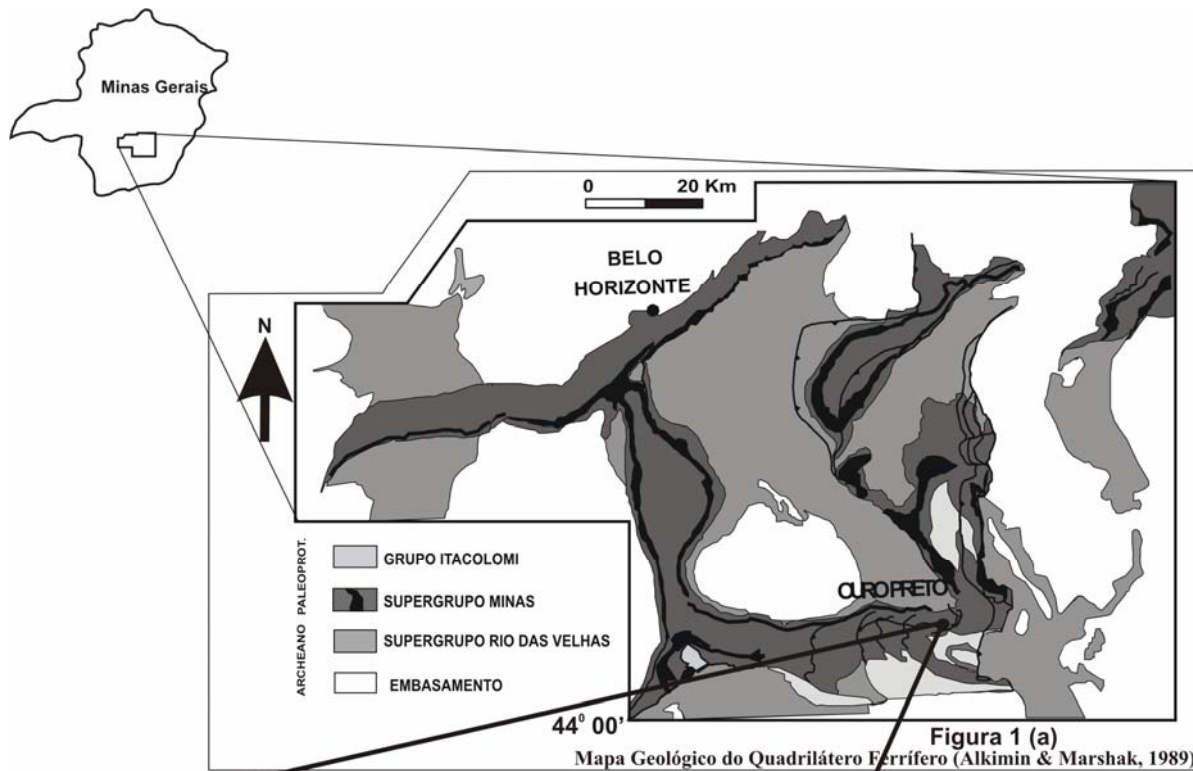 Minas Gerais
0 20 Km
BELO
HORIZONTE
N
OURO PRETO
ARCHEANO PALEOPROT.
GRUPO ITACOLOMI
SUPERGRUPO MINAS
SUPERGRUPO RIO DAS VELHAS
EMBASAMENTO
44⁰ 00'
Figura 1 (a)
Mapa Geológico do Quadrilátero Ferrífero (Alkimin & Marshak, 1989)